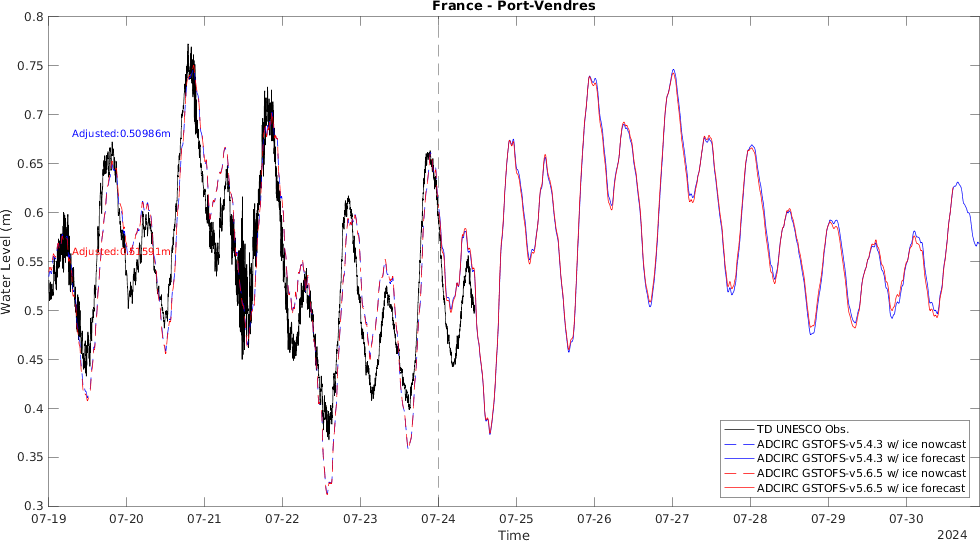 France - Port-Vendres
Water Level (m)
0.8
0.75
0.7
0.65
0.6
0.55
0.5
0.45
0.4
0.35
0.3
Adjusted:0.50986m
Adjusted:0.51591m
TD UNESCO Obs.
ADCIRC GSTOFS-v5.4.3 w/ ice nowcast
ADCIRC GSTOFS-v5.4.3 w/ ice forecast
ADCIRC GSTOFS-v5.6.5 w/ ice nowcast
ADCIRC GSTOFS-v5.6.5 w/ ice forecast
07-19 07-20 07-21 07-22 07-23 07-24 07-25 07-26 07-27 07-28 07-29 07-30
Time
2024